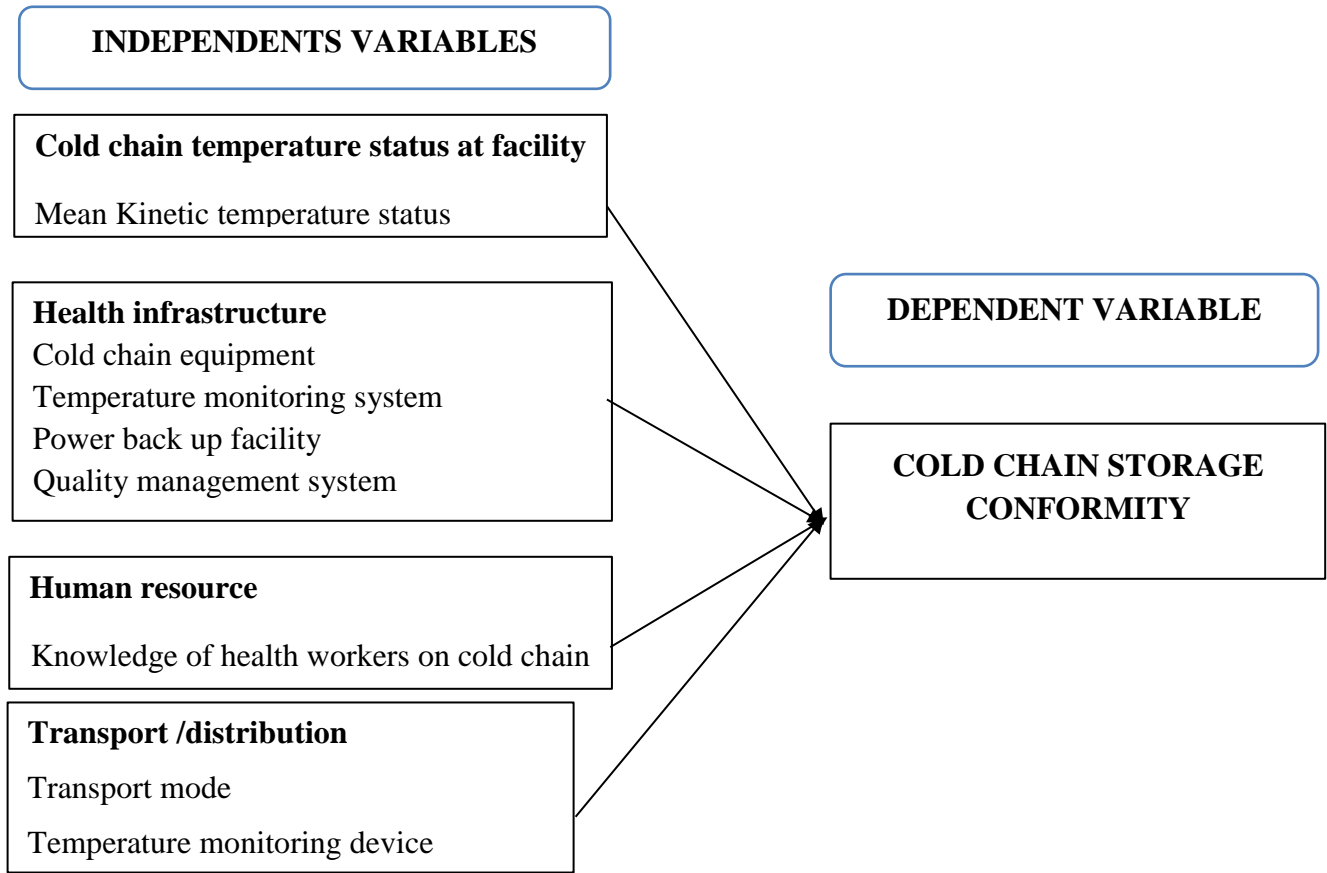 INDEPENDENTS VARIABLES
Cold chain temperature status at facility
Mean Kinetic temperature status
Health infrastructure
Cold chain equipment
Temperature monitoring system
Power back up facility
Quality management system
Human resource
Knowledge of health workers on cold chain
Transport /distribution
Transport mode
Temperature monitoring device
DEPENDENT VARIABLE
COLD CHAIN STORAGE
CONFORMITY